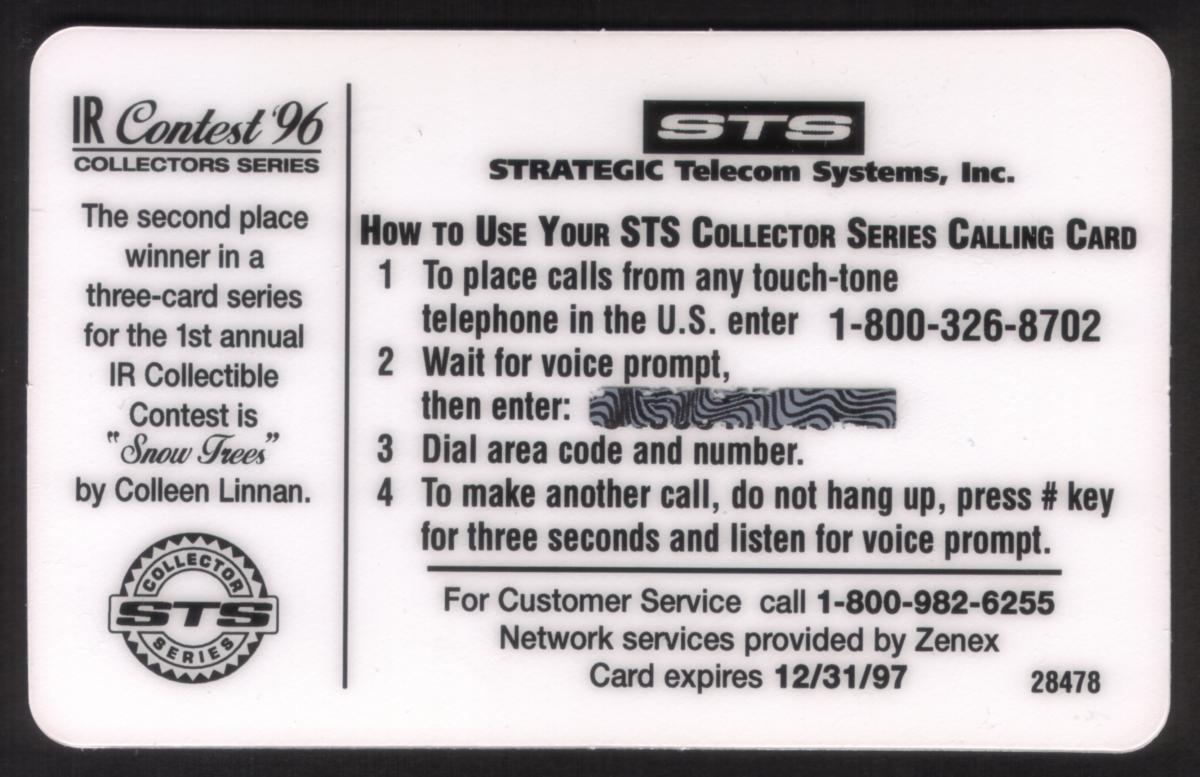 IR Contest '96
COLLECTORS SERIES
The second place
winner in a
three-card series
for the 1st annual
IR Collectible
Contest is
"Snow Trees"
by Colleen Linnan.
COLLECTOR
STS
SERIES
STS
STRATEGIC Telecom Systems, Inc.
HOW TO USE YOUR STS COLLECTOR SERIES CALLING CARD
1 To place calls from any touch-tone
telephone in the U.S. enter 1-800-326-8702
2 Wait for voice prompt,
then enter:
3 Dial area code and number.
4 To make another call, do not hang up, press # key
for three seconds and listen for voice prompt.
For Customer Service call 1-800-982-6255
Network services provided by Zenex
Card expires 12/31/97
28478